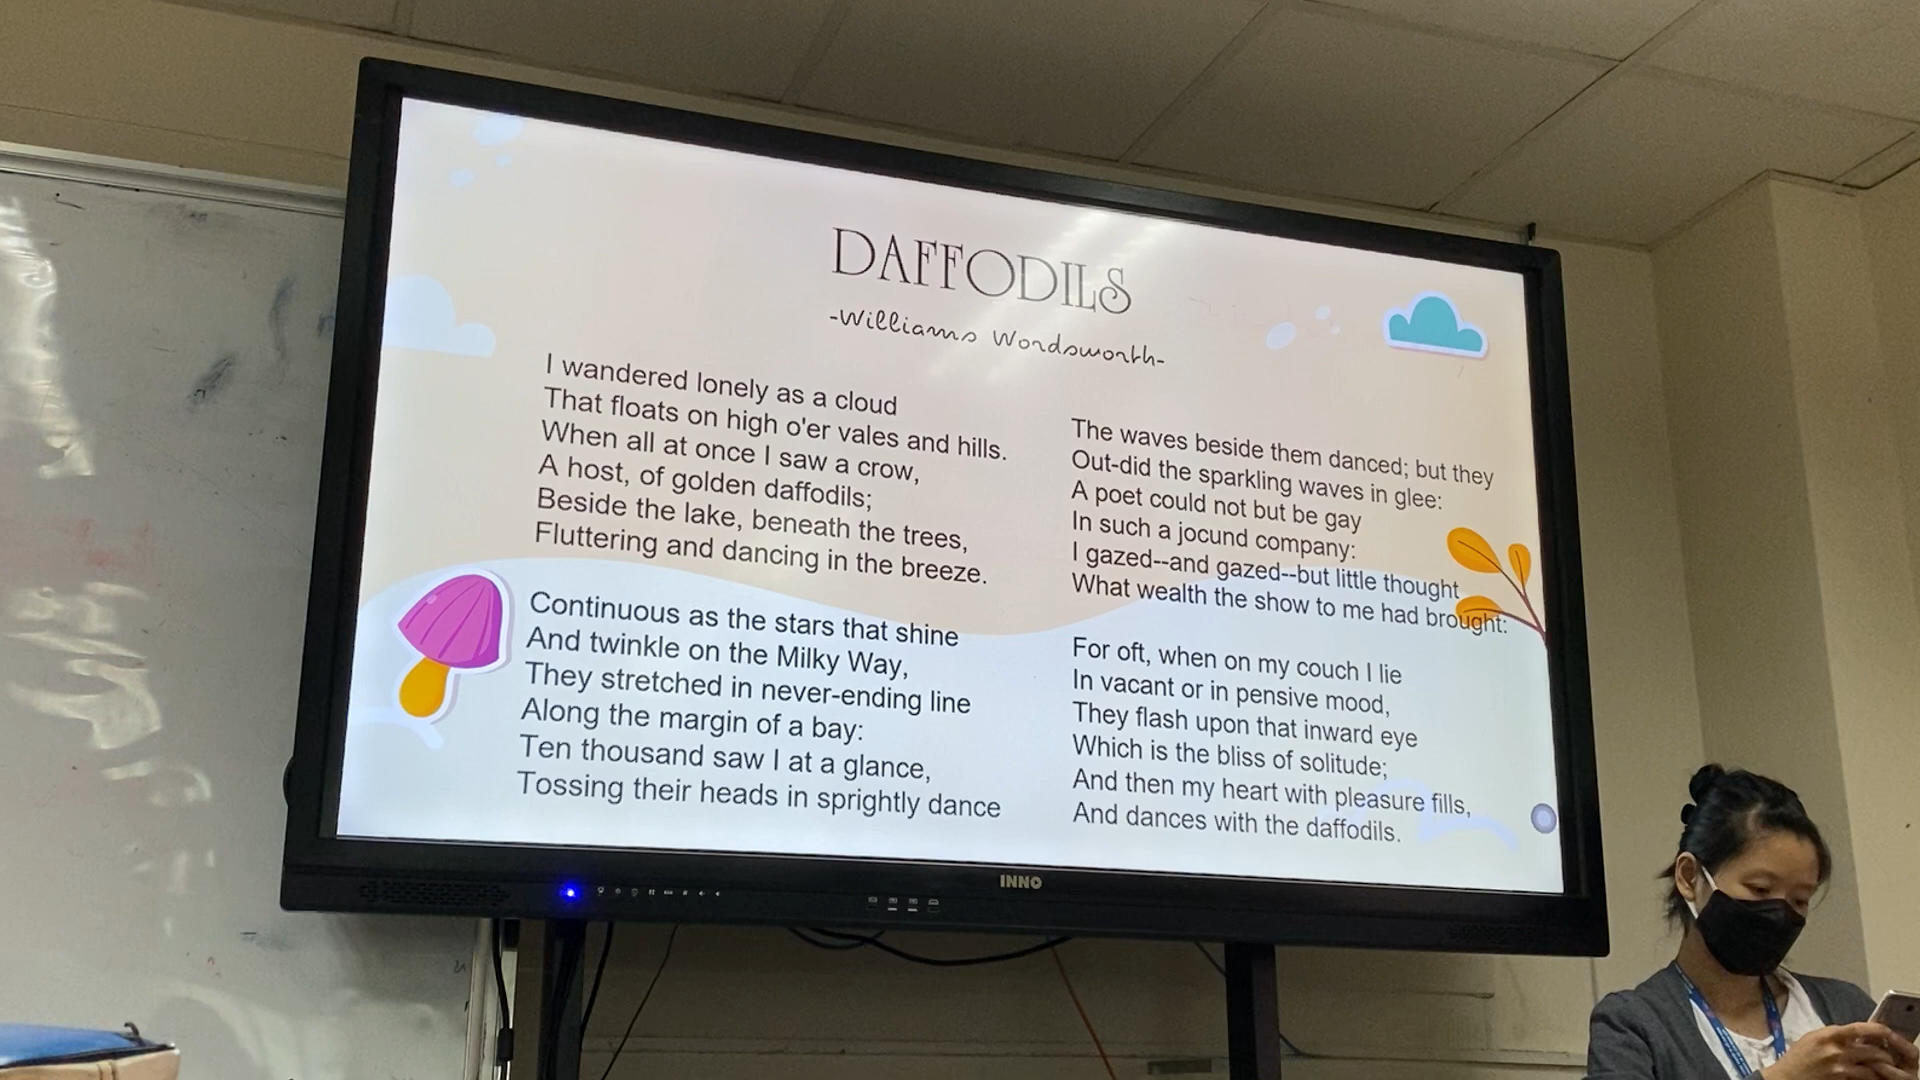 DAFFODILS
-Williams Wordsworth-
I wandered lonely as a cloud
That floats on high o'er vales and hills.
When all at once I saw a crow,
A host, of golden daffodils;
Beside the lake, beneath the trees,
Fluttering and dancing in the breeze.
Continuous as the stars that shine
And twinkle on the Milky Way,
They stretched in never-ending line
Along the margin of a bay:
Ten thousand saw I at a glance,
Tossing their heads in sprightly dance
The waves beside them danced; but they
Out-did the sparkling waves in glee:
A poet could not but be gay
In such a jocund company:
I gazed--and gazed--but little thought
What wealth the show to me had brought:
For oft, when on my couch I lie
In vacant or in pensive mood,
They flash upon that inward eye
Which is the bliss of solitude;
And then my heart with pleasure fills,
And dances with the daffodils.
INNO